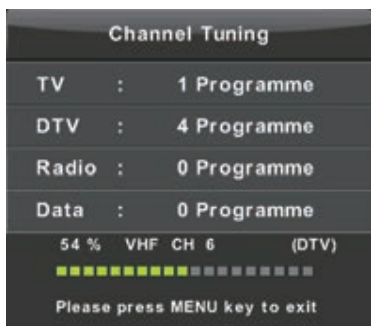 Channel Tuning
TV : 1 Programme
DTV : 4 Programme
Radio : 0 Programme
Data : 0 Programme
54 % VHF CH 6 (DTV)
Please press MENU key to exit